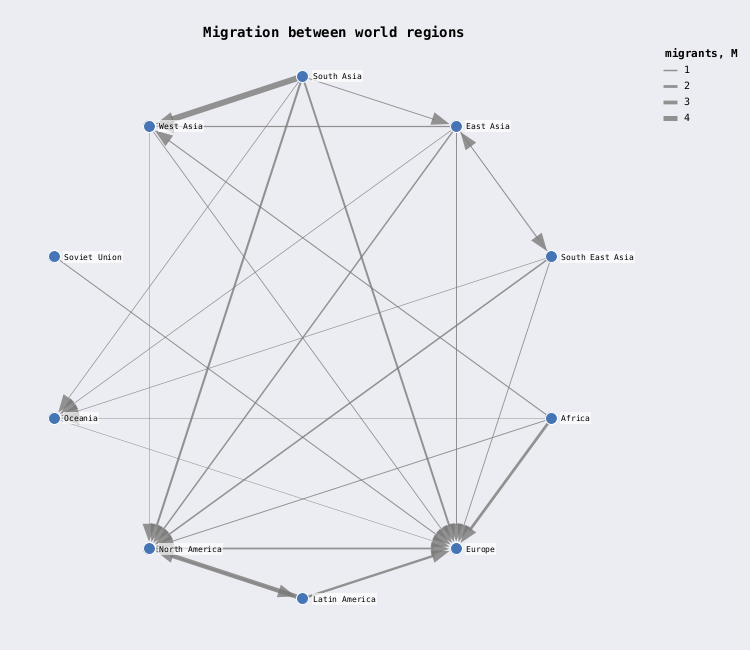 Migration between world regions
migrants, M
1
2
3
4
South Asia
West Asia
East Asia
Soviet Union
South East Asia
Oceania
Africa
North America
Europe
Latin America